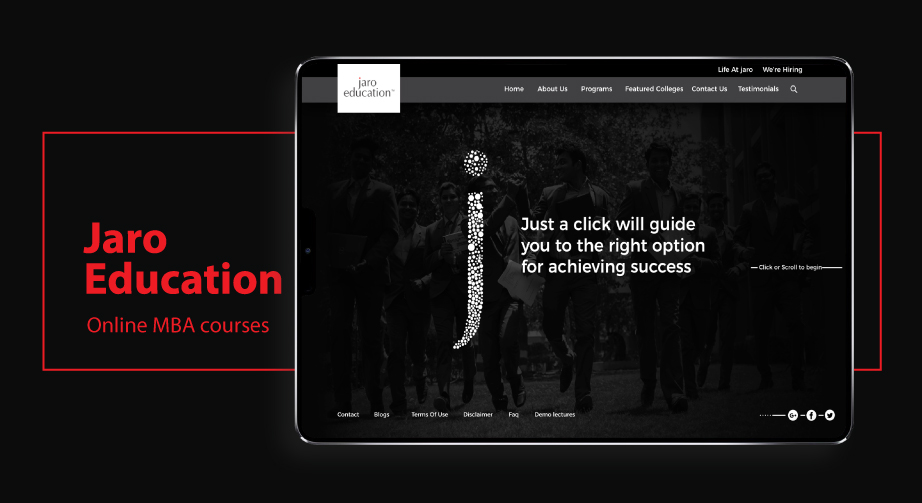 Jaro
Education
Online MBA courses
Life At jaro We're Hiring
jaro
education™
Home About Us Programs Featured Colleges Contact Us Testimonials
j
Just a click will guide
you to the right option
for achieving success
Click or Scroll to begin
Contact Blogs Terms Of Use Disclaimer Faq Demo lectures
G+ f